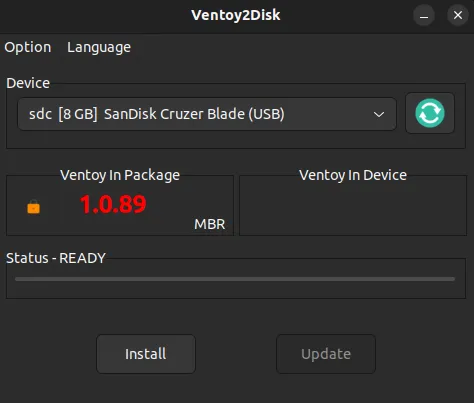 Ventoy2Disk
Option Language
Device
sdc [8 GB] SanDisk Cruzer Blade (USB)
Ventoy In Package
1.0.89
MBR
Ventoy In Device
Status - READY
Install
Update